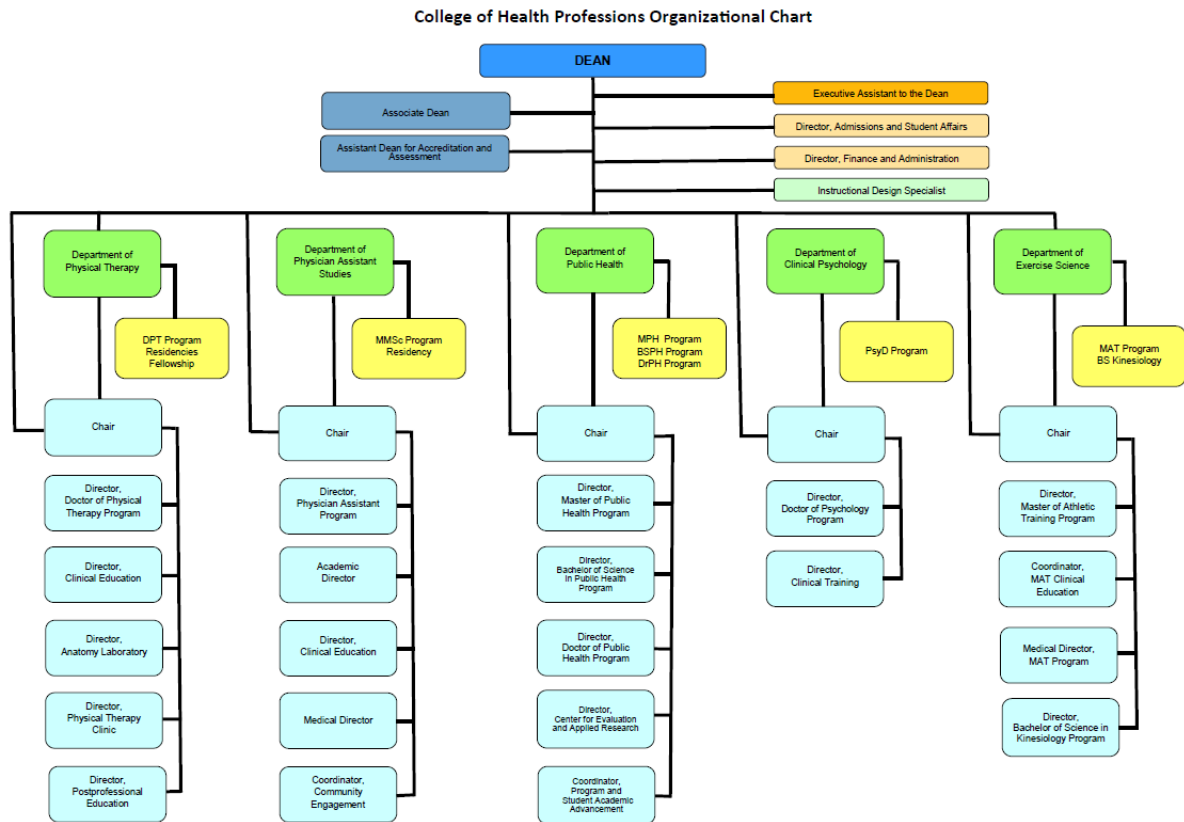 College of Health Professions Organizational Chart
DEAN
Executive Assistant to the Dean
Associate Dean
Director, Admissions and Student Affairs
Assistant Dean for Accreditation and
Assessment
Director, Finance and Administration
Instructional Design Specialist
Department of
Physical Therapy
DPT Program
Residencies
Fellowship
Chair
Director,
Doctor of Physical
Therapy Program
Director,
Clinical Education
Director,
Anatomy Laboratory
Director,
Physical Therapy
Clinic
Director,
Postprofessional
Education
Department of
Physician Assistant
Studies
MMSc Program
Residency
Chair
Director,
Physician Assistant
Program
Academic
Director
Director,
Clinical Education
Medical Director
Coordinator,
Community
Engagement
Department of
Public Health
MPH Program
BSPH Program
DrPH Program
Chair
Director,
Master of Public
Health Program
Director,
Bachelor of Science
in Public Health
Program
Director,
Doctor of Public
Health Program
Director,
Center for Evaluation
and Applied Research
Coordinator,
Program and
Student Academic
Advancement
Department of
Clinical Psychology
PsyD Program
Chair
Director,
Doctor of Psychology
Program
Director,
Clinical Training
Department of
Exercise Science
MAT Program
BS Kinesiology
Chair
Director,
Master of Athletic
Training Program
Coordinator,
MAT Clinical
Education
Medical Director,
MAT Program
Director,
Bachelor of Science in
Kinesiology Program